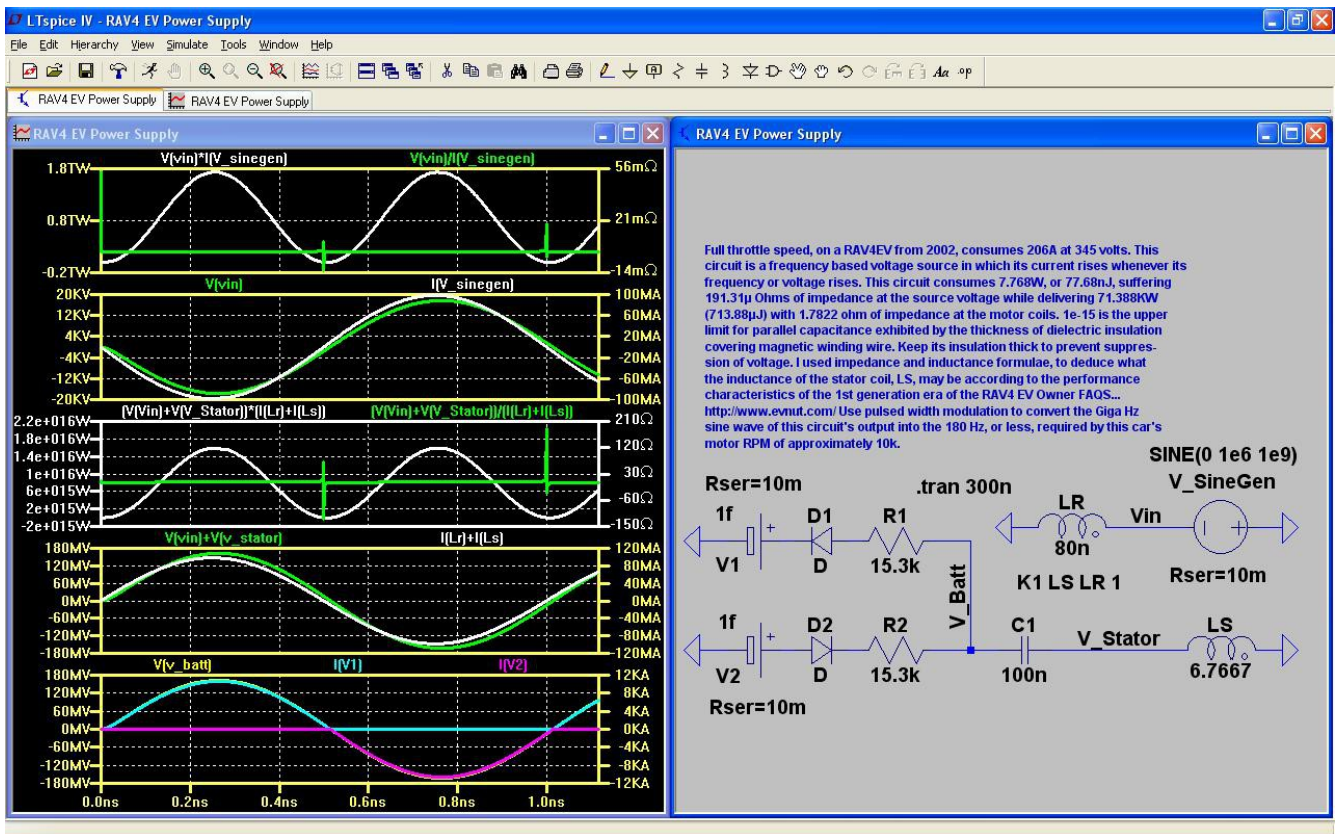 LTspice IV - RAV4 EV Power Supply
File Edit Hierarchy View Simulate Tools Window Help
Aa .op
RAV4 EV Power Supply RAV4 EV Power Supply
RAV4 EV Power Supply
V(vin)*I(V_sinegen) V(vin)/I(V_sinegen)
1.8TW 56mΩ
0.8TW 21mΩ
-0.2TW -14mΩ
V(vin) I(V_sinegen)
20KV 100MA
12KV 60MA
4KV 20MA
-4KV 20MA
-12KV -60MA
-20KV -100MA
(V(Vin)+V(V_Stator))*(I(Lr)+I(Ls)) (V(Vin)+V(V_Stator))/(I(Lr)+I(Ls))
2.2e+016W 210Ω
1.8e+016W 120Ω
1.4e+016W 30Ω
1e+016W -60Ω
6e+015W -150Ω
2e+015W
-2e+015W
V(vin)+V(v_stator) I(Lr)+I(Ls)
180MV 120MA
120MV 80MA
60MV 40MA
0MV 0MA
-60MV -40MA
-120MV -80MA
-180MV -120MA
V(v_batt) I(V1) I(V2)
180MV 12KA
120MV 8KA
60MV 4KA
0MV 0KA
-60MV -4KA
-120MV -8KA
-180MV -12KA
0.0ns 0.2ns 0.4ns 0.6ns 0.8ns 1.0ns
RAV4 EV Power Supply
Full throttle speed, on a RAV4EV from 2002, consumes 206A at 345 volts. This
circuit is a frequency based voltage source in which its current rises whenever its
frequency or voltage rises. This circuit consumes 7.768W, or 77.68nJ, suffering
191.31µ Ohms of impedance at the source voltage while delivering 71.388KW
(713.88µJ) with 1.7822 ohm of impedance at the motor coils. 1e-15 is the upper
limit for parallel capacitance exhibited by the thickness of dielectric insulation
covering magnetic winding wire. Keep its insulation thick to prevent suppres-
sion of voltage. I used impedance and inductance formulae, to deduce what
the inductance of the stator coil, LS, may be according to the performance
characteristics of the 1st generation era of the RAV4 EV Owner FAQS...
http://www.evnut.com/ Use pulsed width modulation to convert the Giga Hz
sine wave of this circuit's output into the 180 Hz, or less, required by this car's
motor RPM of approximately 10k.
SINE(0 1e6 1e9)
Rser=10m .tran 300n LR Vin V_SineGen
1f D1 R1
V1 D 15.3k 80n
Rser=10m
K1 LS LR 1
V_Batt
1f D2 R2 C1 V_Stator LS
V2 D 15.3k 100n 6.7667
Rser=10m